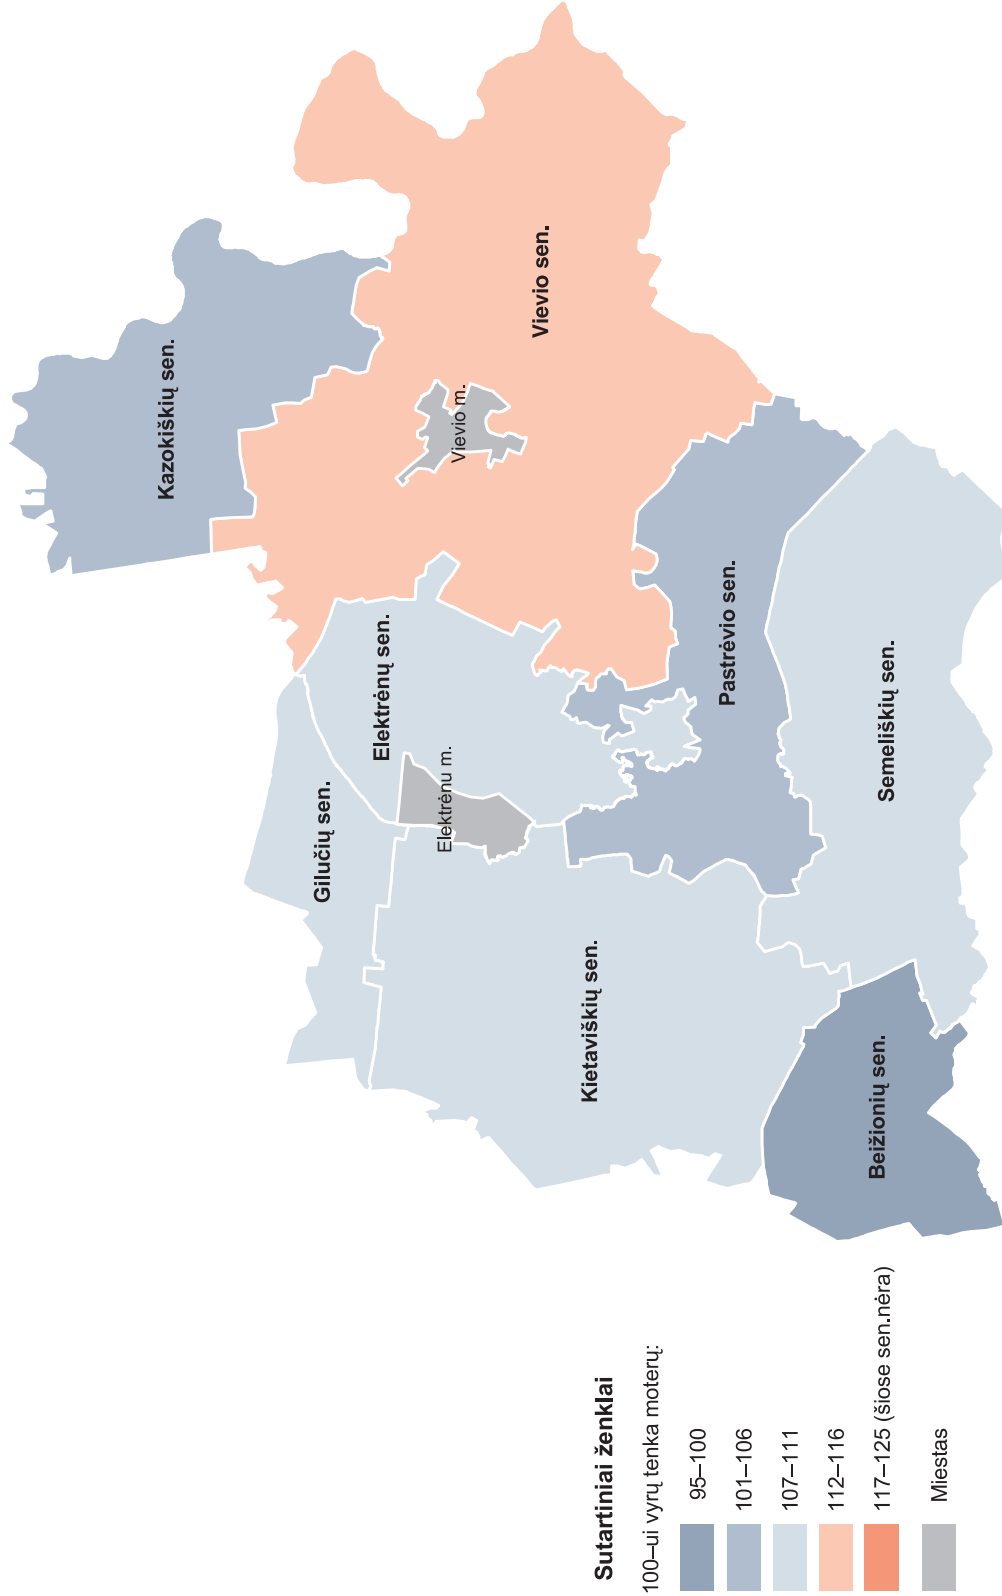 Kazokiškių sen.
Vievio sen.
Vievio m.
Elektrėnų sen.
Gilučių sen.
Elektrėnu m.
Pastrėvio sen.
Semeliškių sen.
Kietaviškių sen.
Beižionių sen.
Sutartiniai ženklai
100–ui vyrų tenka moterų:
95–100
101–106
107–111
112–116
117–125 (šiose sen.nėra)
Miestas